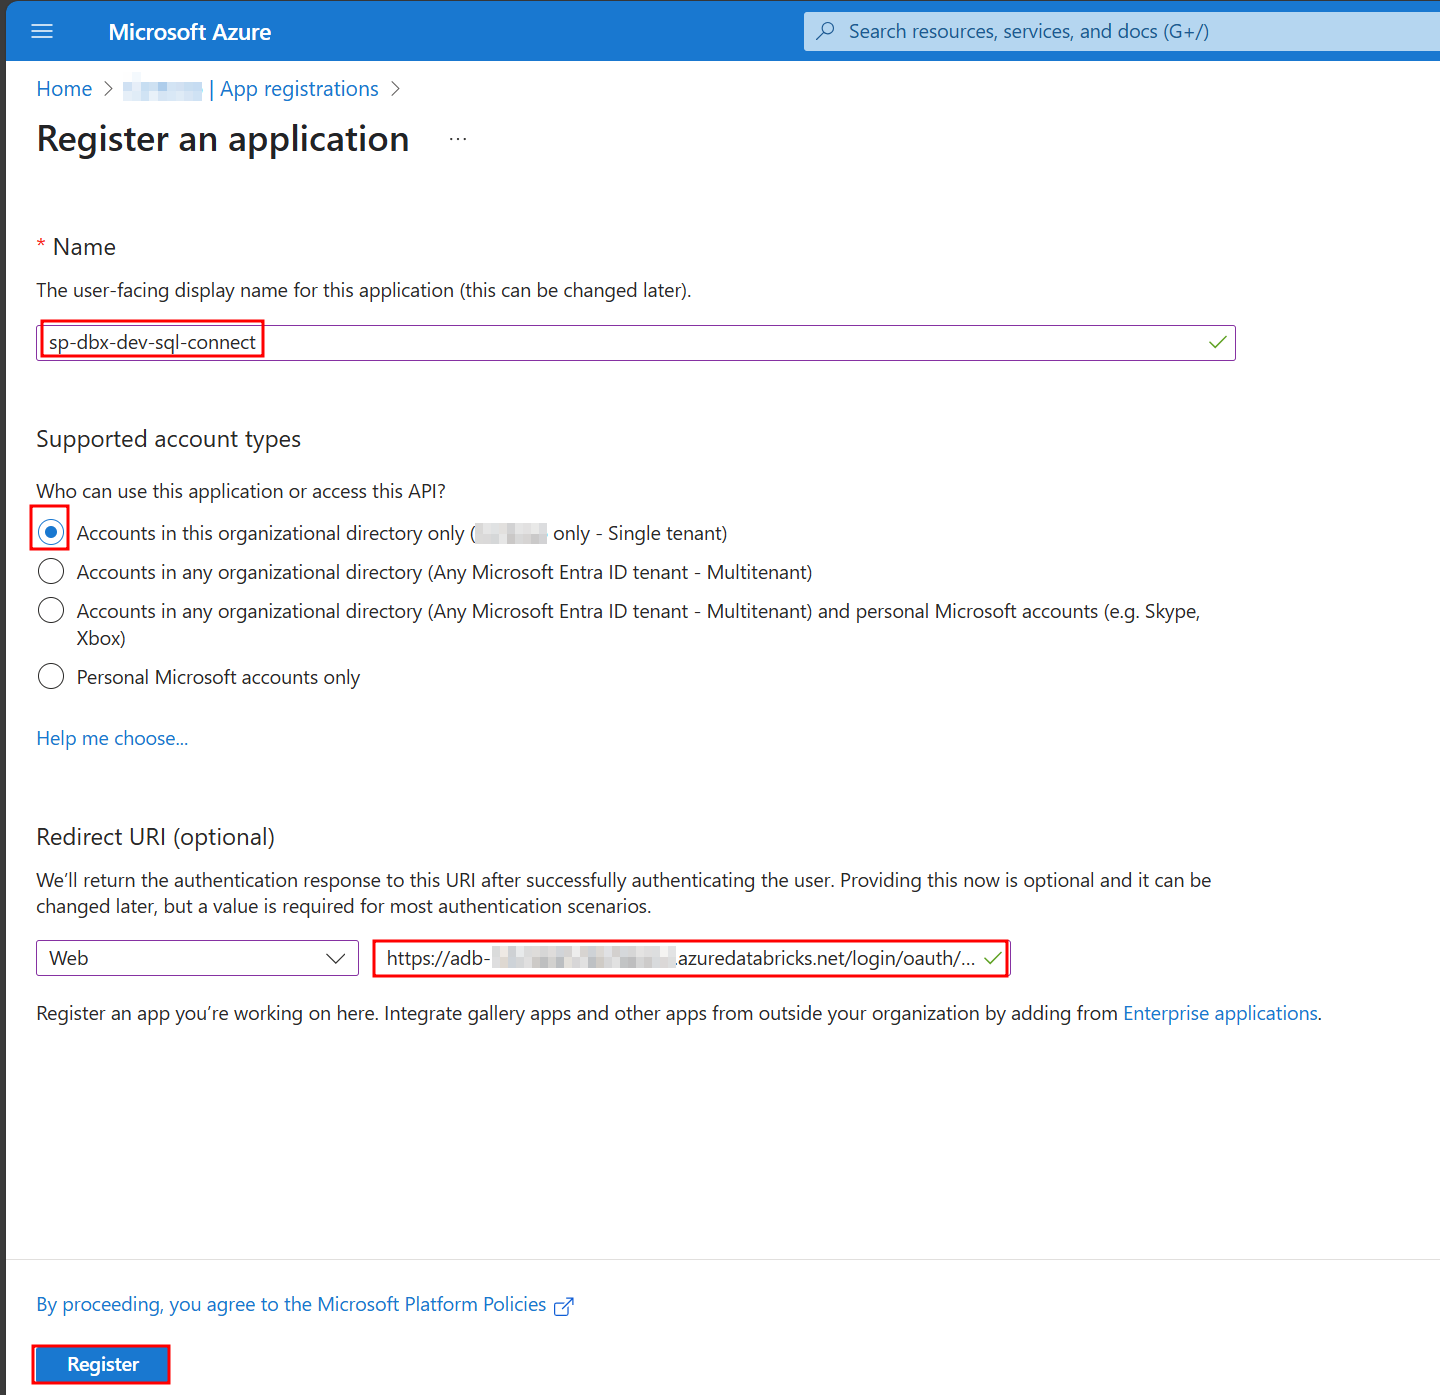 Microsoft Azure
Search resources, services, and docs (G+/)
Home > | App registrations >
Register an application ...
* Name
The user-facing display name for this application (this can be changed later).
sp-dbx-dev-sql-connect
Supported account types
Who can use this application or access this API?
Accounts in this organizational directory only ( only - Single tenant)
Accounts in any organizational directory (Any Microsoft Entra ID tenant - Multitenant)
Accounts in any organizational directory (Any Microsoft Entra ID tenant - Multitenant) and personal Microsoft accounts (e.g. Skype,
Xbox)
Personal Microsoft accounts only
Help me choose...
Redirect URI (optional)
We’ll return the authentication response to this URI after successfully authenticating the user. Providing this now is optional and it can be
changed later, but a value is required for most authentication scenarios.
Web
https://adb- .azuredatabricks.net/login/oauth/...
Register an app you’re working on here. Integrate gallery apps and other apps from outside your organization by adding from Enterprise applications.
By proceeding, you agree to the Microsoft Platform Policies
Register